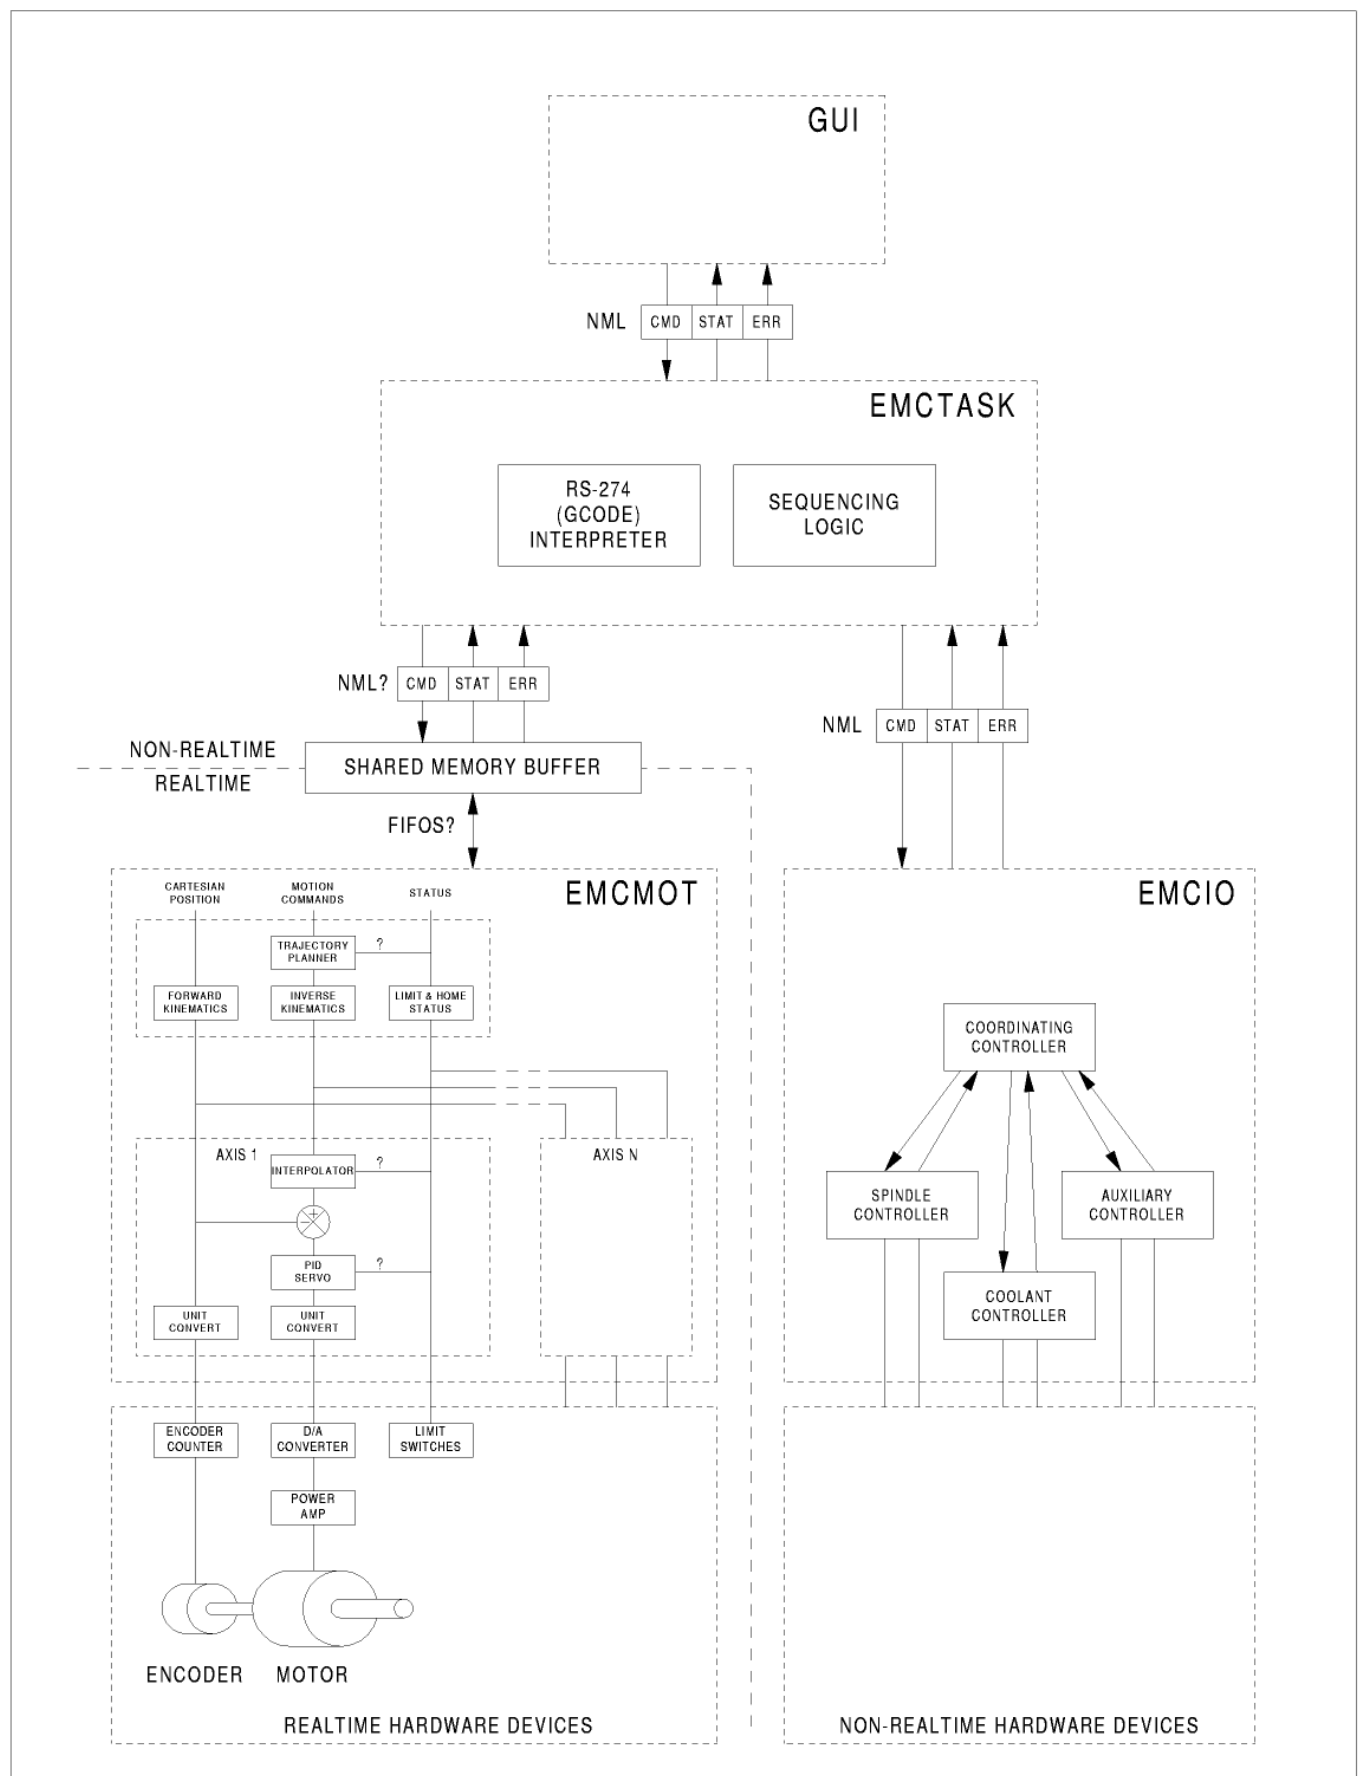 GUI
NML
CMD STAT ERR
EMCTASK
RS-274
(GCODE)
INTERPRETER
SEQUENCING
LOGIC
NML?
CMD STAT ERR
NML
CMD STAT ERR
NON-REALTIME
REALTIME
SHARED MEMORY BUFFER
FIFOS?
EMCMOT
CARTESIAN
POSITION
MOTION
COMMANDS
STATUS
TRAJECTORY
PLANNER
?
FORWARD
KINEMATICS
INVERSE
KINEMATICS
LIMIT & HOME
STATUS
AXIS 1
INTERPOLATOR
?
+
−
PID
SERVO
?
UNIT
CONVERT
UNIT
CONVERT
AXIS N
EMCIO
COORDINATING
CONTROLLER
SPINDLE
CONTROLLER
AUXILIARY
CONTROLLER
COOLANT
CONTROLLER
ENCODER
COUNTER
D/A
CONVERTER
LIMIT
SWITCHES
POWER
AMP
ENCODER
MOTOR
REALTIME HARDWARE DEVICES
NON-REALTIME HARDWARE DEVICES